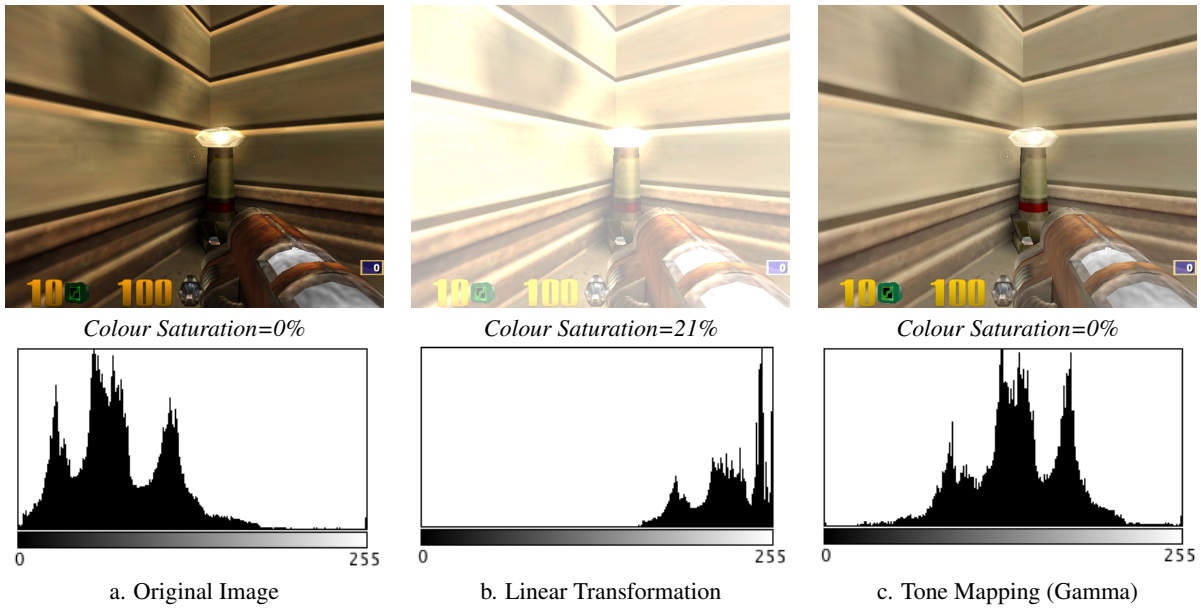 10 100 0
10 100 0
10 100 0
Colour Saturation=0%
Colour Saturation=21%
Colour Saturation=0%
0 255
0 255
0 255
a. Original Image
b. Linear Transformation
c. Tone Mapping (Gamma)